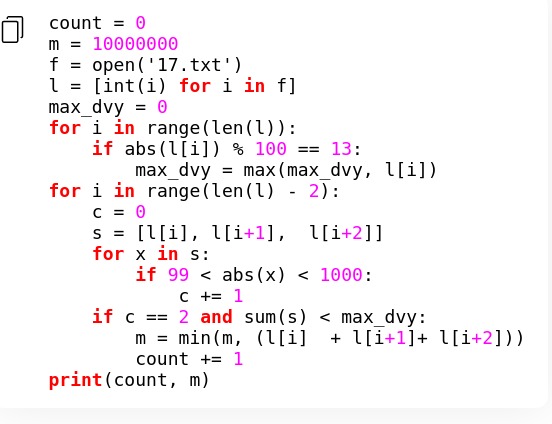 count = 0
m = 10000000
f = open('17.txt')
l = [int(i) for i in f]
max_dvy = 0
for i in range(len(l)):
    if abs(l[i]) % 100 == 13:
        max_dvy = max(max_dvy, l[i])
for i in range(len(l) - 2):
    c = 0
    s = [l[i], l[i+1],  l[i+2]]
    for x in s:
        if 99 < abs(x) < 1000:
            c += 1
    if c == 2 and sum(s) < max_dvy:
        m = min(m, (l[i]  + l[i+1]+ l[i+2]))
        count += 1
print(count, m)